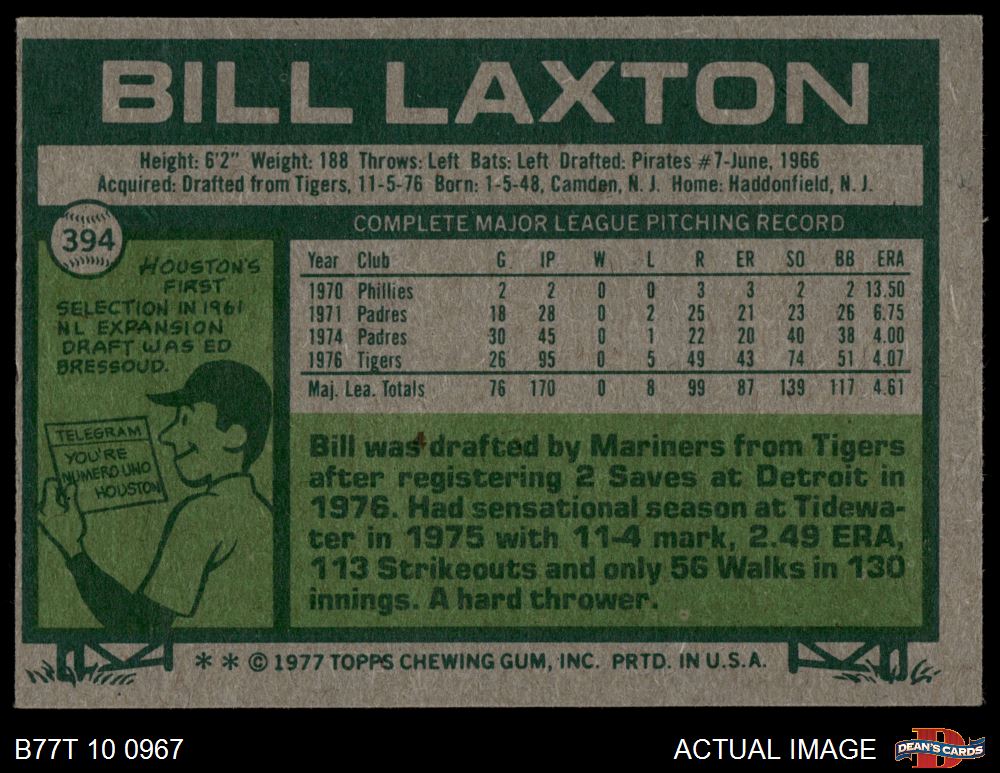 BILL LAXTON
Height: 6'2" Weight: 188 Throws: Left Bats: Left Drafted: Pirates #7-June, 1966
Acquired: Drafted from Tigers, 11-5-76 Born: 1-5-48, Camden, N. J. Home: Haddonfield, N. J.
394
COMPLETE MAJOR LEAGUE PITCHING RECORD
Year Club G IP W L R ER SO BB ERA
1970 Phillies 2 2 0 0 3 3 2 2 13.50
1971 Padres 18 28 0 2 25 21 23 26 6.75
1974 Padres 30 45 0 1 22 20 40 38 4.00
1976 Tigers 26 95 0 5 49 43 74 51 4.07
Maj. Lea. Totals 76 170 0 8 99 87 139 117 4.61
HOUSTON'S
FIRST
SELECTION IN 1961
NL EXPANSION
DRAFT WAS ED
BRESSOUD.
TELEGRAM
YOU'RE
NUMERO UNO
HOUSTON
Bill was drafted by Mariners from Tigers
after registering 2 Saves at Detroit in
1976. Had sensational season at Tidewa-
ter in 1975 with 11-4 mark, 2.49 ERA,
113 Strikeouts and only 56 Walks in 130
innings. A hard thrower.
* * © 1977 TOPPS CHEWING GUM, INC. PRTD. IN U.S.A.
B77T 10 0967
ACTUAL IMAGE
D
DEAN'S CARDS